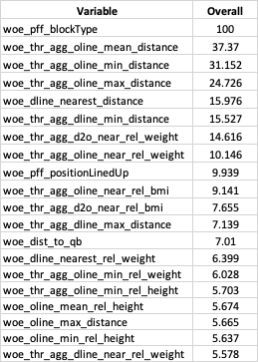 Variable Overall
woe_pff_blockType 100
woe_thr_agg_oline_mean_distance 37.37
woe_thr_agg_oline_min_distance 31.152
woe_thr_agg_oline_max_distance 24.726
woe_dline_nearest_distance 15.976
woe_thr_agg_dline_min_distance 15.527
woe_thr_agg_d2o_near_rel_weight 14.616
woe_thr_agg_oline_near_rel_weight 10.146
woe_pff_positionLinedUp 9.939
woe_thr_agg_oline_near_rel_bmi 9.141
woe_thr_agg_d2o_near_rel_bmi 7.655
woe_thr_agg_dline_max_distance 7.139
woe_dist_to_qb 7.01
woe_dline_nearest_rel_weight 6.399
woe_thr_agg_oline_min_rel_weight 6.028
woe_thr_agg_oline_min_rel_height 5.703
woe_oline_mean_rel_height 5.674
woe_oline_max_distance 5.665
woe_oline_min_rel_height 5.637
woe_thr_agg_dline_near_rel_weight 5.578